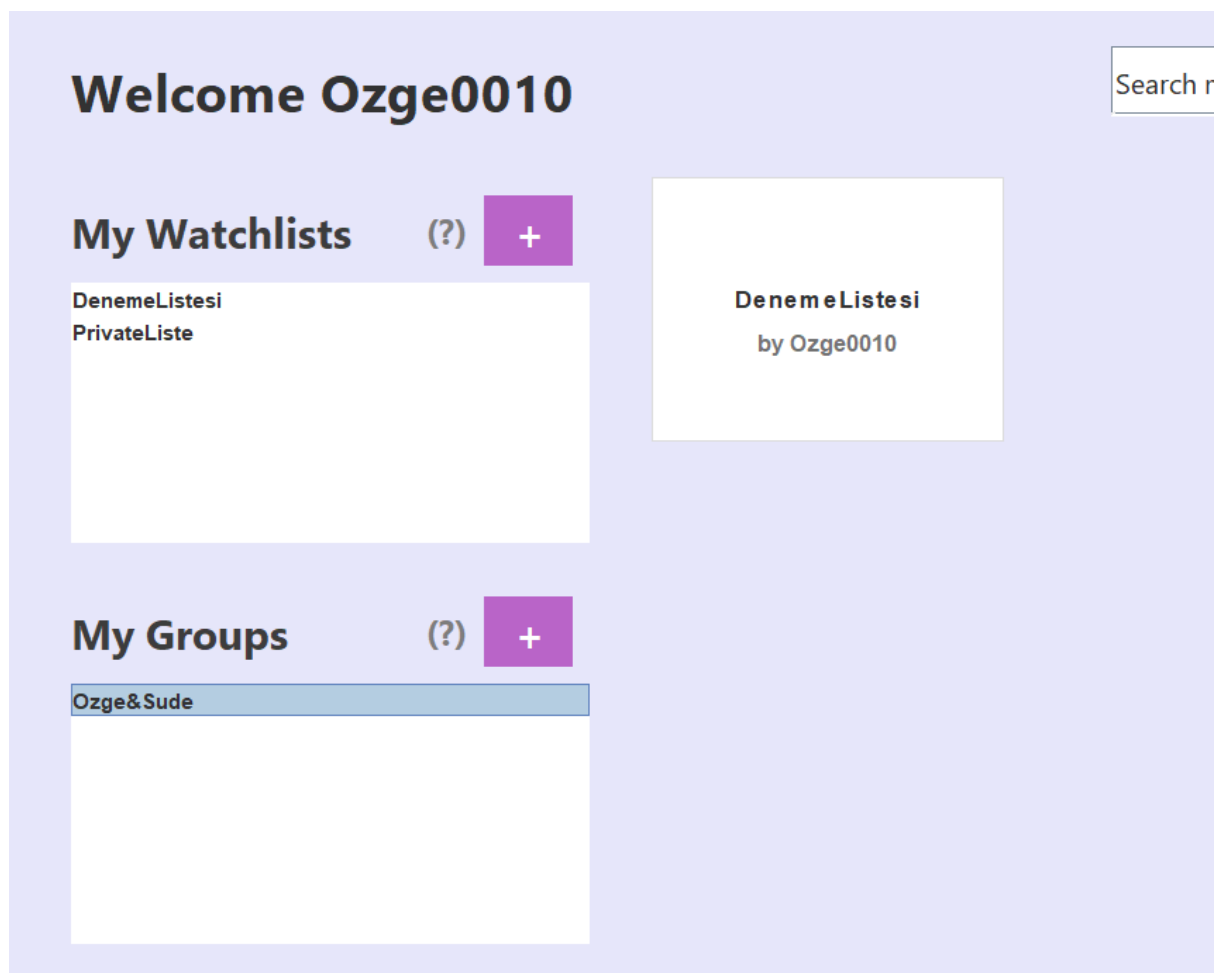 Welcome Ozge0010
Search
My Watchlists (?) +
DenemeListesi
PrivateListe
DenemeListesi
by Ozge0010
My Groups (?) +
Ozge&Sude